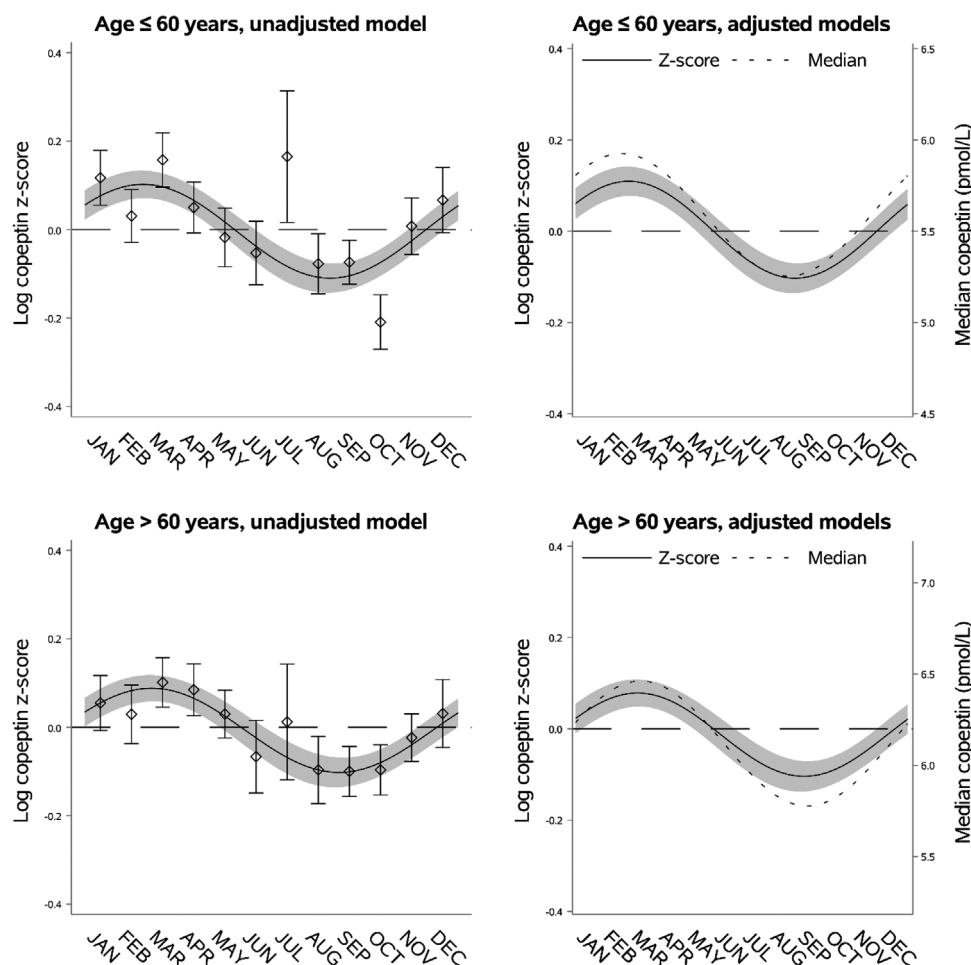 Age ≤ 60 years, unadjusted model
0.4
0.2
0.0
-0.2
-0.4
Log copeptin z-score
JAN FEB MAR APR MAY JUN JUL AUG SEP OCT NOV DEC
Age ≤ 60 years, adjusted models
Z-score Median
0.4
0.2
0.0
-0.2
-0.4
Log copeptin z-score
6.5
6.0
5.5
5.0
4.5
Median copeptin (pmol/L)
JAN FEB MAR APR MAY JUN JUL AUG SEP OCT NOV DEC
Age > 60 years, unadjusted model
0.4
0.2
0.0
-0.2
-0.4
Log copeptin z-score
JAN FEB MAR APR MAY JUN JUL AUG SEP OCT NOV DEC
Age > 60 years, adjusted models
Z-score Median
0.4
0.2
0.0
-0.2
-0.4
Log copeptin z-score
7.0
6.5
6.0
5.5
Median copeptin (pmol/L)
JAN FEB MAR APR MAY JUN JUL AUG SEP OCT NOV DEC